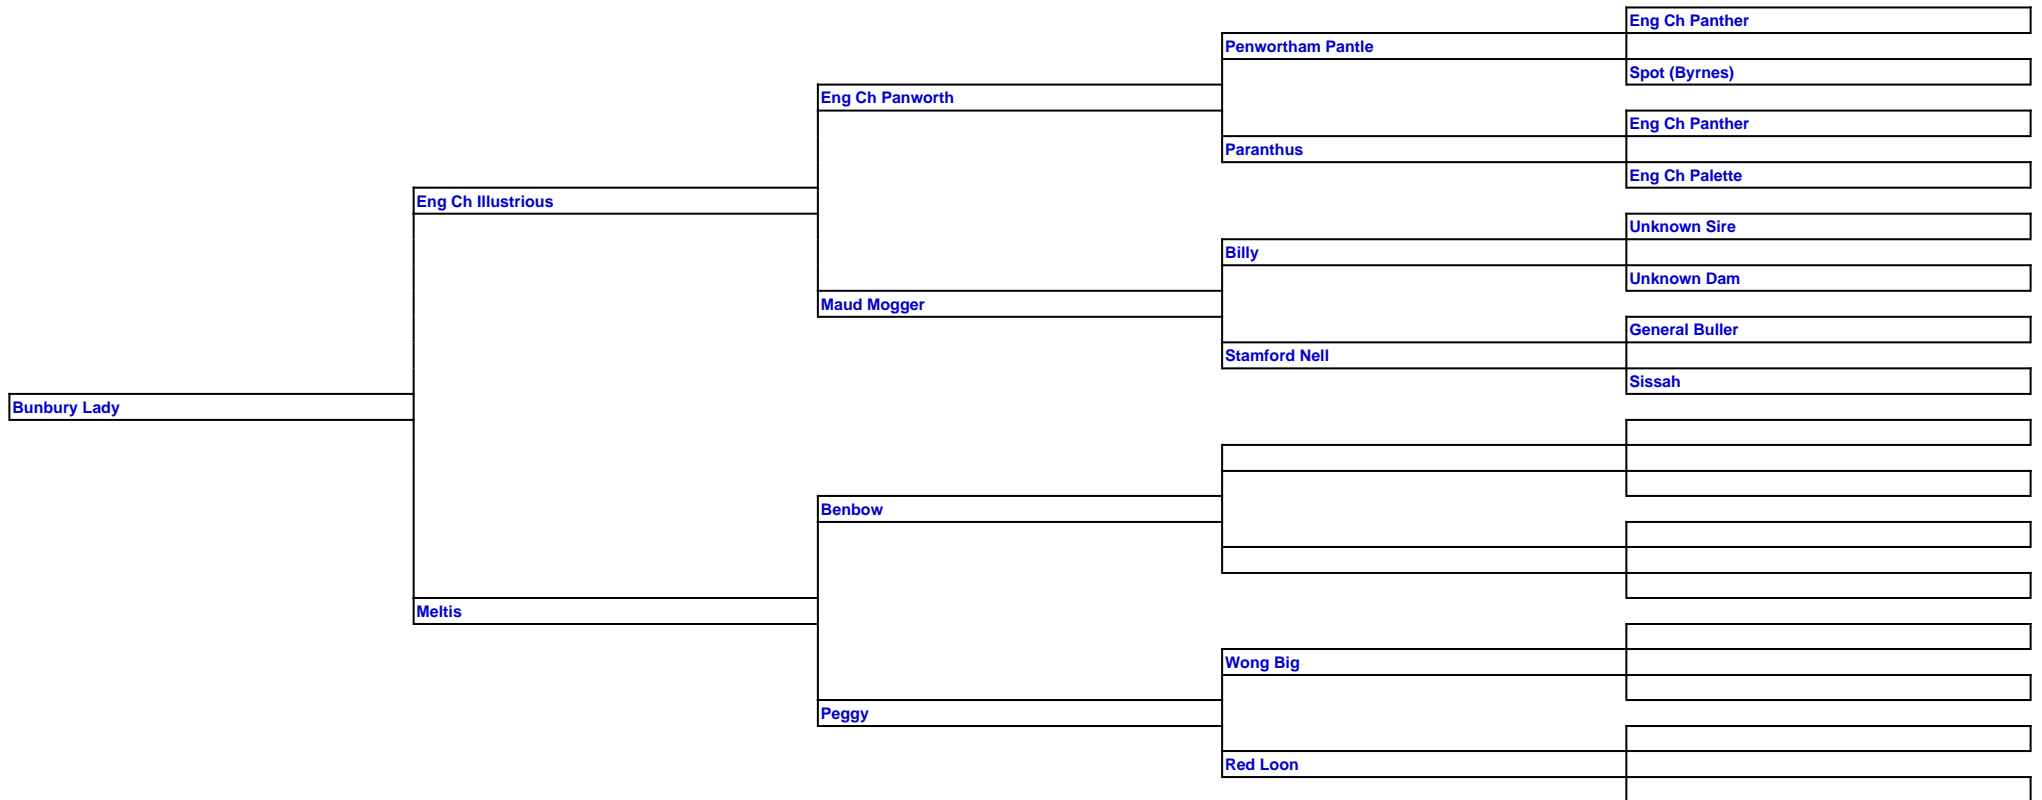 Eng Ch Panther
Penwortham Pantle
Spot (Byrnes)
Eng Ch Panworth
Eng Ch Panther
Paranthus
Eng Ch Palette
Eng Ch Illustrious
Unknown Sire
Billy
Unknown Dam
Maud Mogger
General Buller
Stamford Nell
Sissah
Bunbury Lady
Benbow
Meltis
Wong Big
Peggy
Red Loon